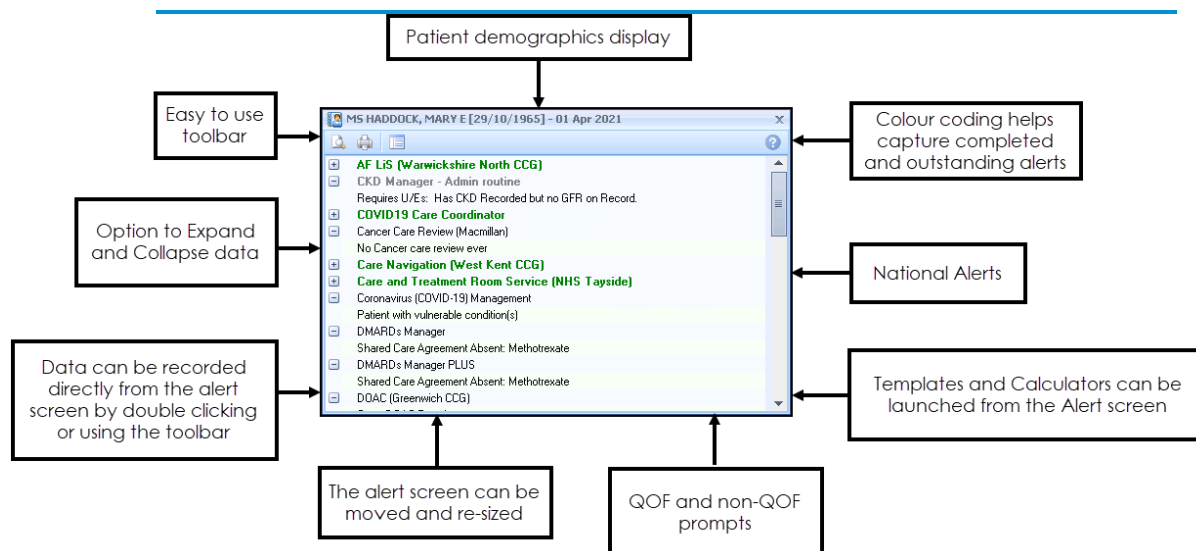 Patient demographics display
Easy to use
toolbar
Colour coding helps
capture completed
and outstanding alerts
MS HADDOCK, MARY E [29/10/1965] - 01 Apr 2021
AF LiS (Warwickshire North CCG)
CKD Manager - Admin routine
Requires U/Es: Has CKD Recorded but no GFR on Record.
COVID19 Care Coordinator
Cancer Care Review (Macmillan)
No Cancer care review ever
Care Navigation (West Kent CCG)
Care and Treatment Room Service (NHS Tayside)
Coronavirus (COVID-19) Management
Patient with vulnerable condition(s)
DMARDs Manager
Shared Care Agreement Absent: Methotrexate
DMARDs Manager PLUS
Shared Care Agreement Absent: Methotrexate
DOAC (Greenwich CCG)
Option to Expand
and Collapse data
National Alerts
Data can be recorded
directly from the alert
screen by double clicking
or using the toolbar
Templates and Calculators can be
launched from the Alert screen
The alert screen can be
moved and re-sized
QOF and non-QOF
prompts